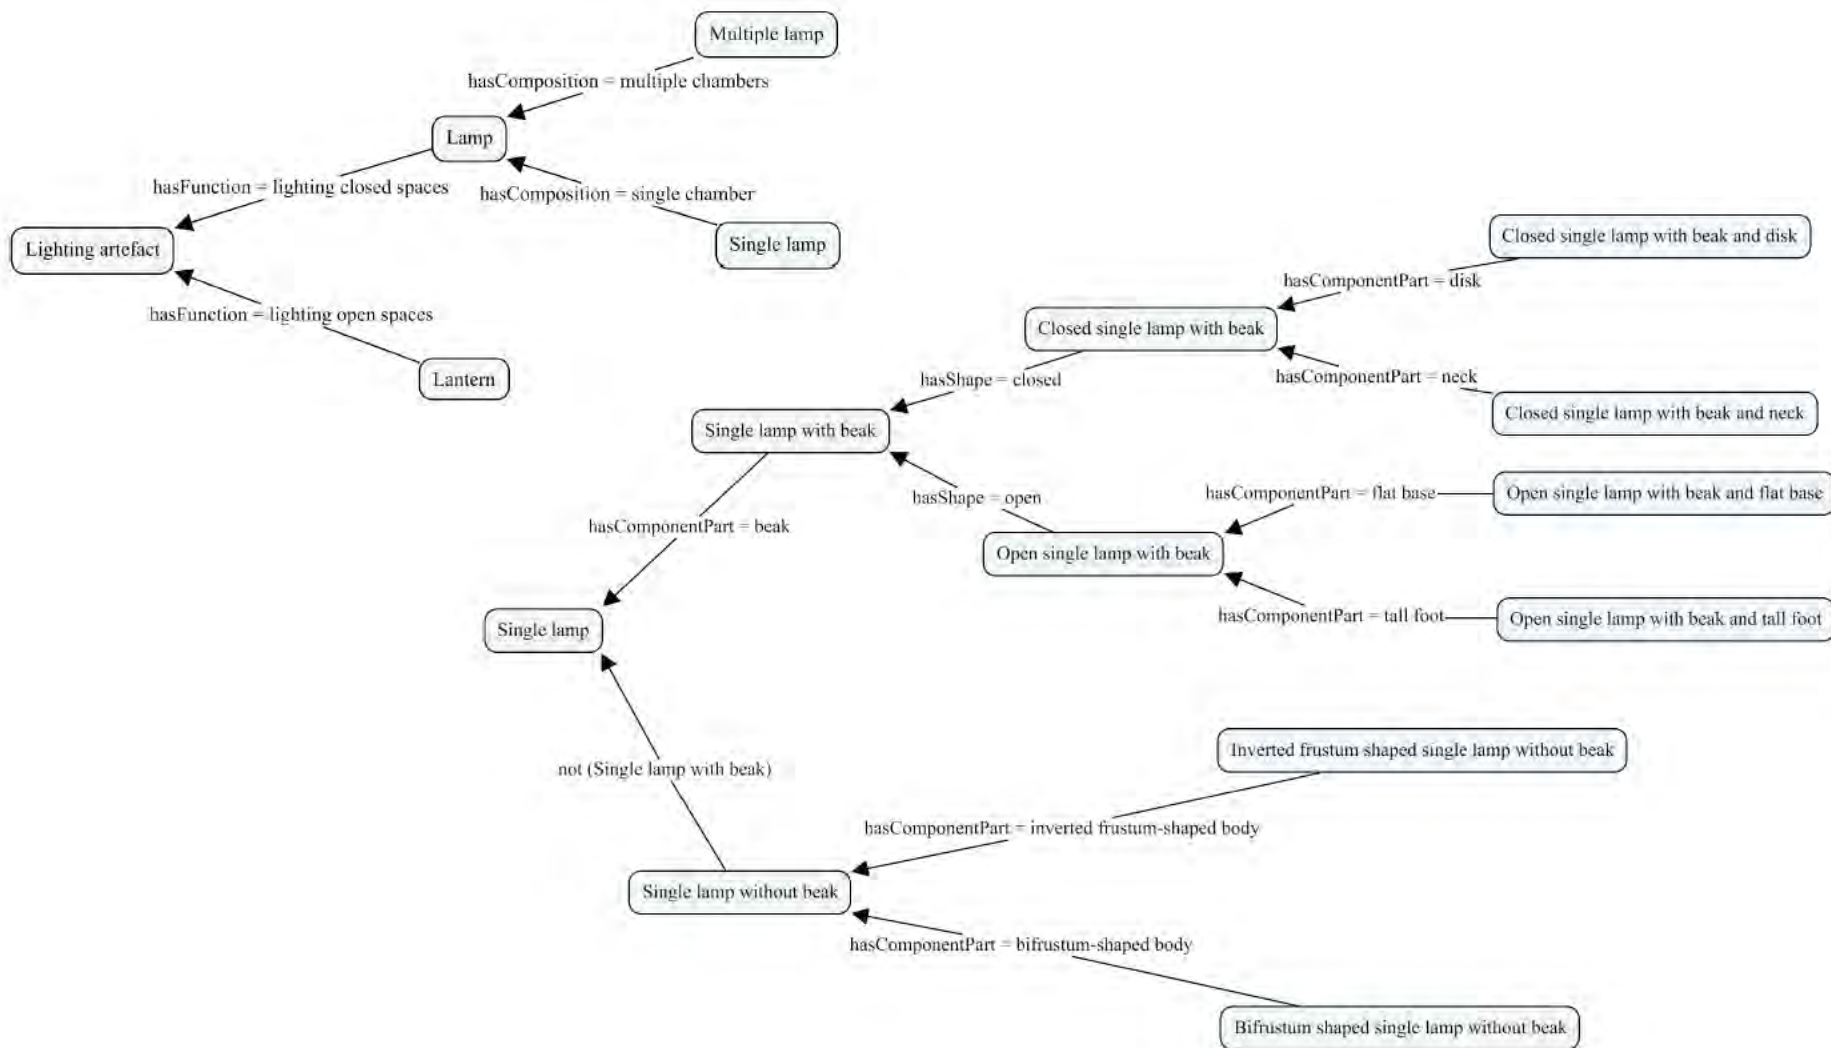 Multiple lamp
hasComposition = multiple chambers
Lamp
hasFunction = lighting closed spaces
hasComposition = single chamber
Lighting artefact
Single lamp
hasFunction = lighting open spaces
Lantern
Closed single lamp with beak and disk
hasComponentPart = disk
Closed single lamp with beak
hasComponentPart = neck
hasShape = closed
Closed single lamp with beak and neck
Single lamp with beak
hasShape = open
hasComponentPart = flat base
Open single lamp with beak and flat base
hasComponentPart = beak
Open single lamp with beak
hasComponentPart = tall foot
Open single lamp with beak and tall foot
Single lamp
not (Single lamp with beak)
Inverted frustum shaped single lamp without beak
hasComponentPart = inverted frustum-shaped body
Single lamp without beak
hasComponentPart = bifrustum-shaped body
Bifrustum shaped single lamp without beak